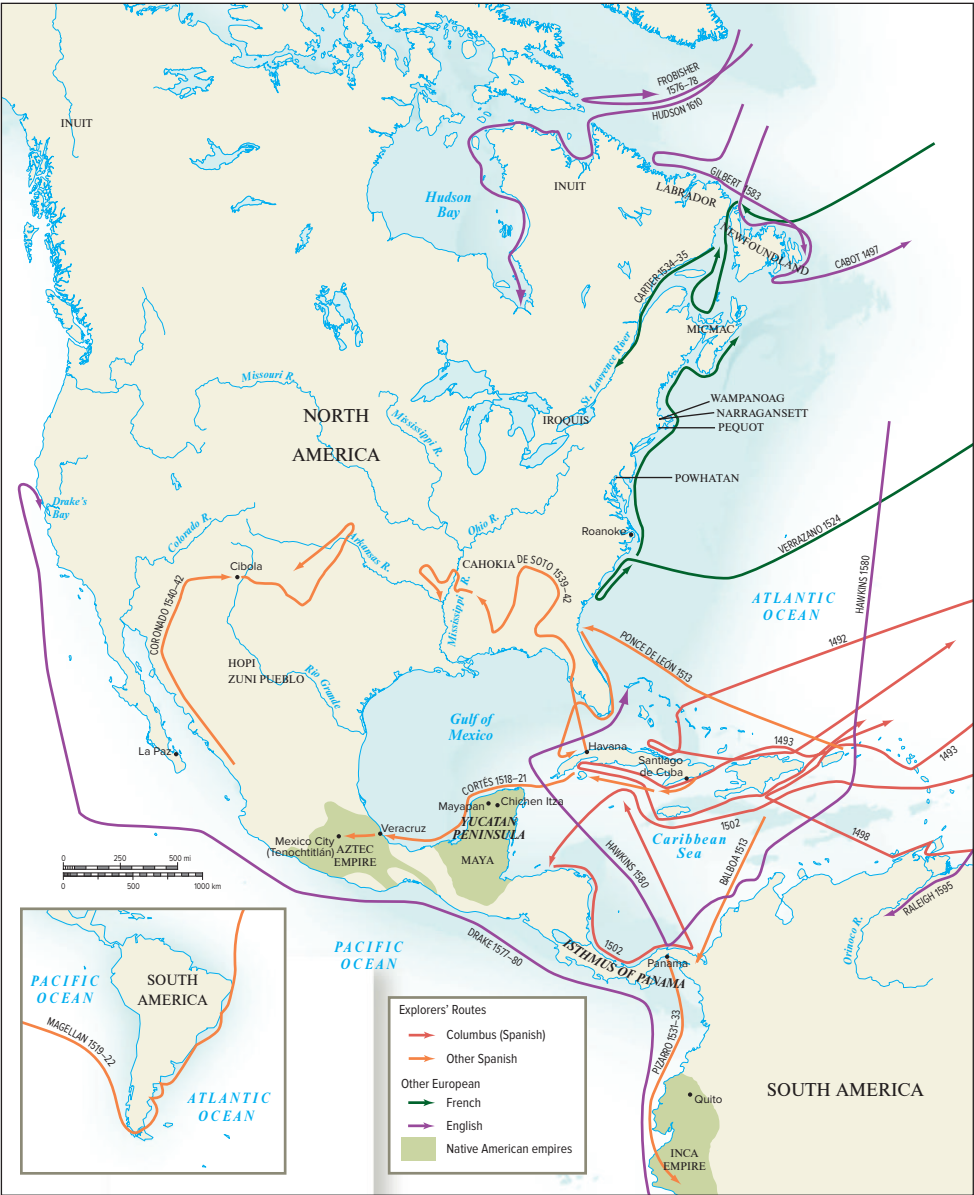 FROBISHER
1576–78
HUDSON 1610
INUIT
INUIT
Hudson
Bay
LABRADOR
GILBERT 1583
NEWFOUNDLAND
CABOT 1497
CARTIER 1534–35
MICMAC
St. Lawrence River
Missouri R.
Mississippi R.
NORTH
AMERICA
IROQUIS
WAMPANOAG
NARRAGANSETT
PEQUOT
POWHATAN
Drake's
Bay
Colorado R.
Arkansas R.
Ohio R.
Roanoke
VERRAZANO 1524
HAWKINS 1580
Cibola
CAHOKIA
DE SOTO 1539–42
Mississippi R.
ATLANTIC
OCEAN
CORONADO 1540–42
HOPI
ZUNI PUEBLO
Rio Grande
PONCE DE LEÓN 1513
1492
Gulf of
Mexico
La Paz
Havana
Santiago
de Cuba
1493
1493
CORTÉS 1518–21
Mayapan
Chichen Itza
YUCATAN
PENINSULA
Mexico City
(Tenochtitlán)
Veracruz
AZTEC
EMPIRE
MAYA
Caribbean
Sea
1502
1498
HAWKINS 1580
BALBOA 1513
RALEIGH 1595
Orinoco R.
0 250 500 mi
0 500 1000 km
DRAKE 1577–80
1502
ISTHMUS OF PANAMA
Panama
PACIFIC
OCEAN
PIZARRO 1531–33
Quito
INCA
EMPIRE
SOUTH AMERICA
PACIFIC
OCEAN
SOUTH
AMERICA
MAGELLAN 1519–22
ATLANTIC
OCEAN
Explorers' Routes
Columbus (Spanish)
Other Spanish
Other European
French
English
Native American empires